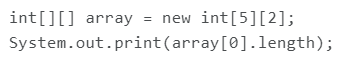 int[][] array = new int[5][2];
System.out.print(array[0].length);